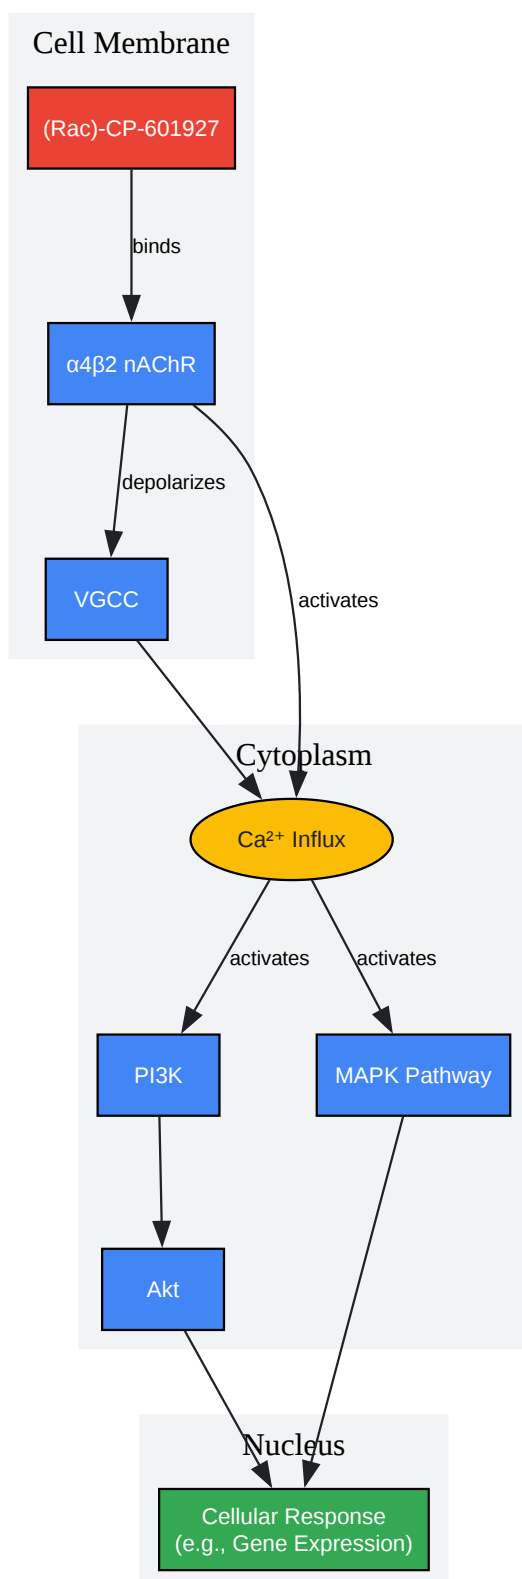 Cell Membrane
(Rac)-CP-601927
binds
α4β2 nAChR
depolarizes
VGCC
activates
Cytoplasm
Ca²⁺ Influx
activates
activates
PI3K
MAPK Pathway
Akt
Nucleus
Cellular Response
(e.g., Gene Expression)